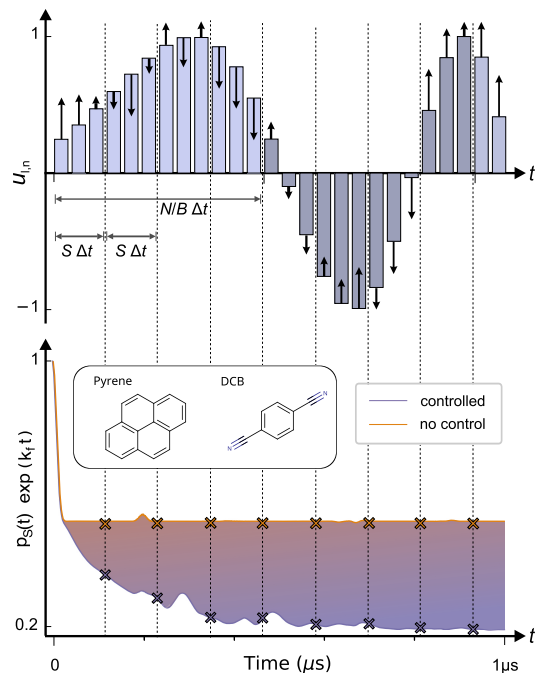 1
u_l,n
t
N/B Δt
S Δt S Δt
−1
1
Pyrene DCB
N
N
controlled
no control
p_S(t) exp (k_f t)
0.2
t
0 Time (μs) 1μs